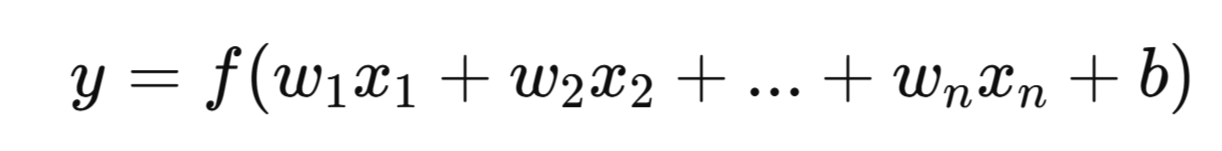 y = f(w₁x₁ + w₂x₂ + ... + wₙxₙ + b)